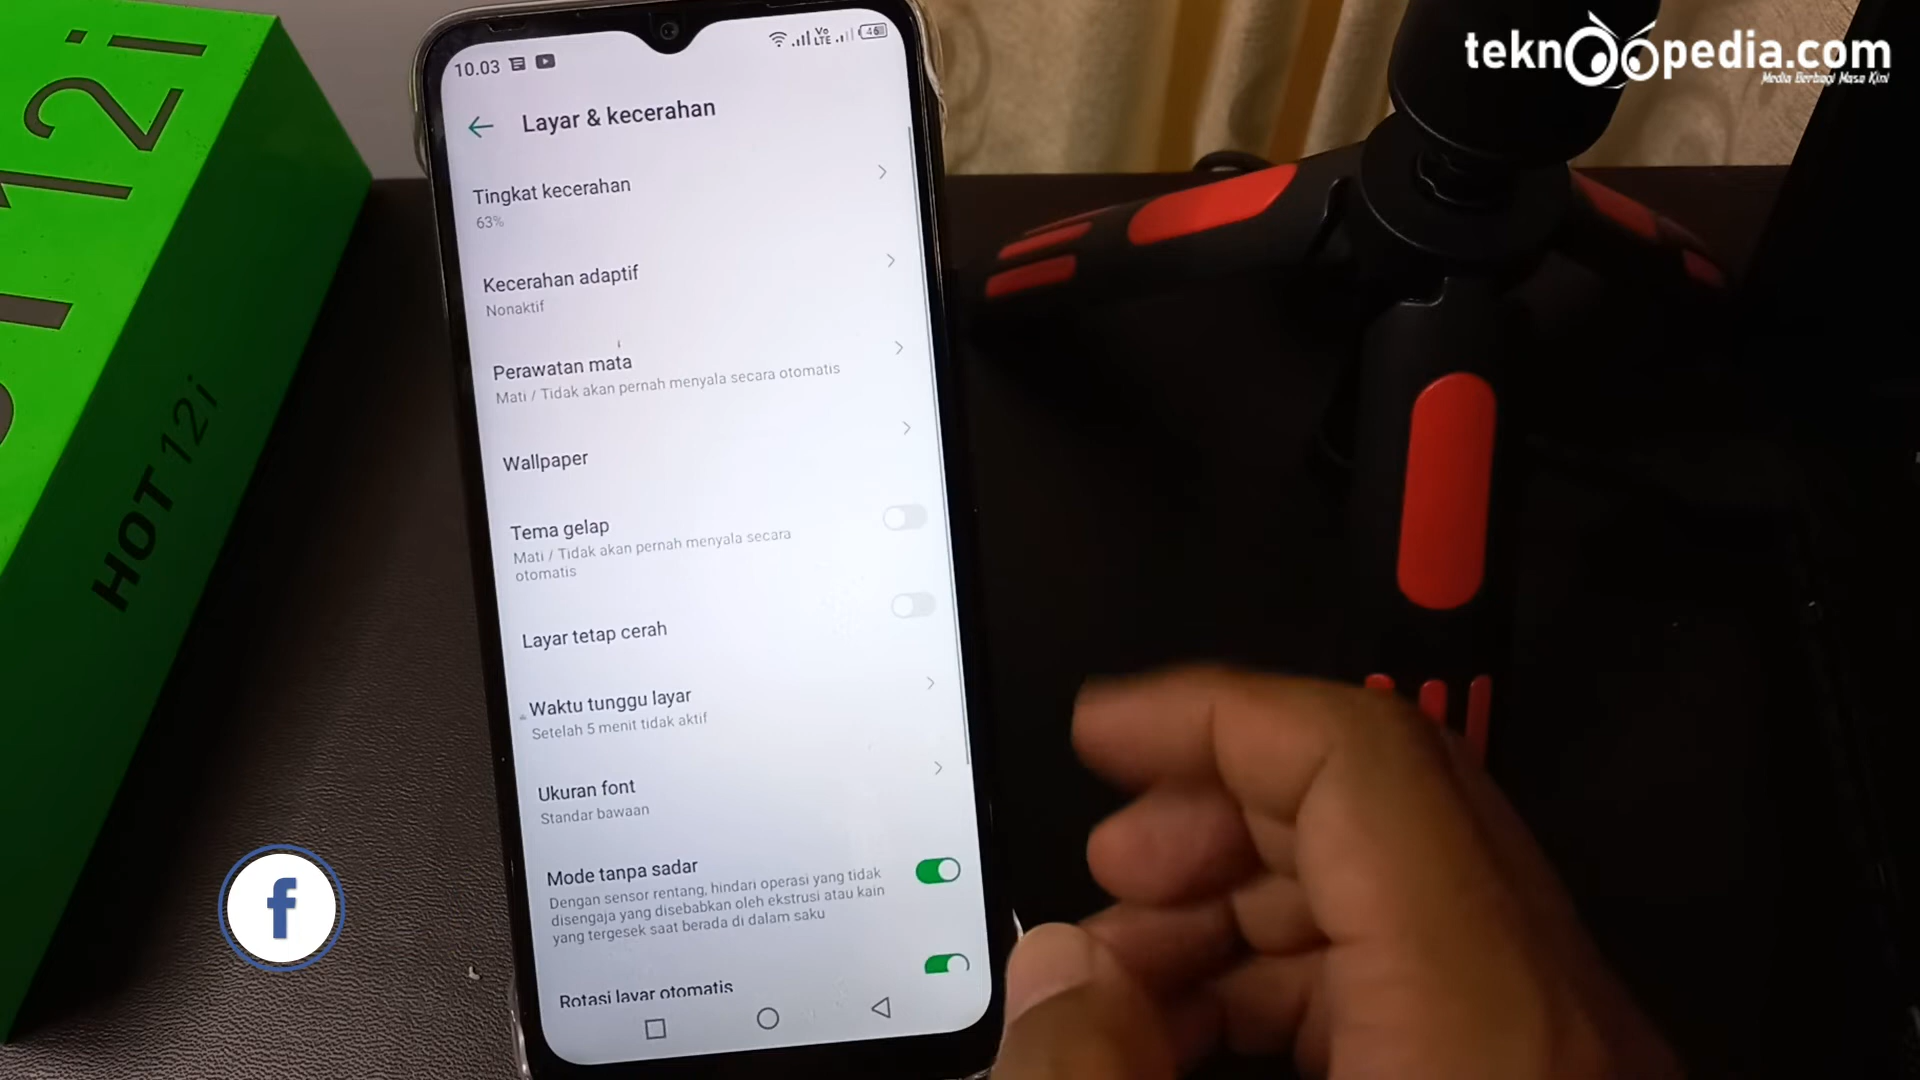 teknoopedia.com
Media Berbagi Masa Kini
12i
HOT 12i
10.03
Vo
LTE
46
Layar & kecerahan
Tingkat kecerahan
63%
Kecerahan adaptif
Nonaktif
Perawatan mata
Mati / Tidak akan pernah menyala secara otomatis
Wallpaper
Tema gelap
Mati / Tidak akan pernah menyala secara
otomatis
Layar tetap cerah
Waktu tunggu layar
Setelah 5 menit tidak aktif
Ukuran font
Standar bawaan
Mode tanpa sadar
Dengan sensor rentang, hindari operasi yang tidak
disengaja yang disebabkan oleh ekstrusi atau kain
yang tergesek saat berada di dalam saku
Rotasi layar otomatis
f